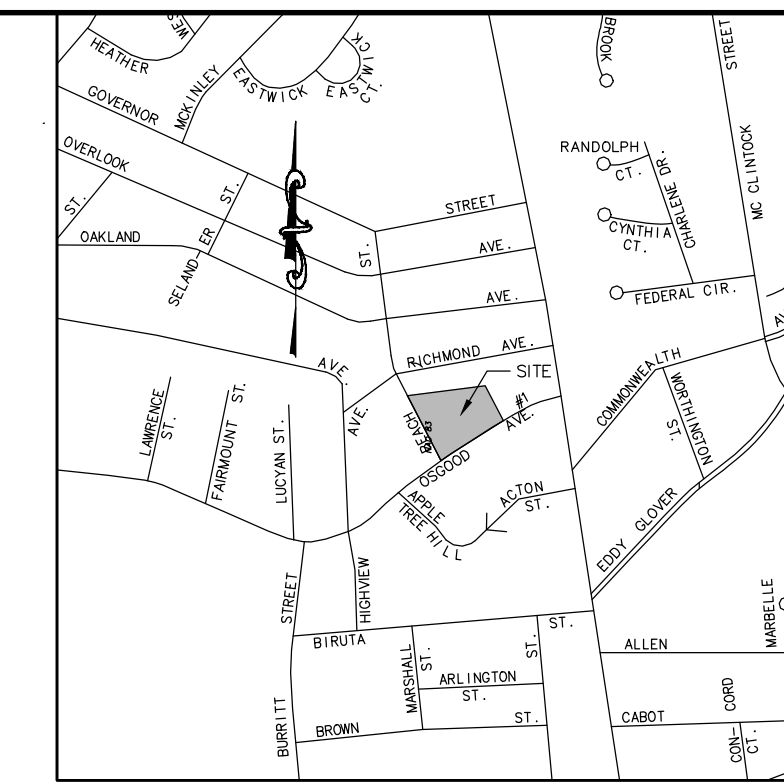 WES
HEATHER
EASTWICK
EASTWICK
CT.
MCKINLEY
GOVERNOR
BROOK
STREET
MC CLINTOCK
OVERLOOK
ST.
ST.
OAKLAND
SELAND-
ER
ST.
STREET
AVE.
AVE.
RANDOLPH
CT.
CHARLENE DR.
CYNTHIA
CT.
FEDERAL CIR.
RICHMOND AVE.
SITE
AVE.
AVE.
BEACH
#1
AVE.
OSGOOD
COMMONWEALTH
WORTHINGTON
ST.
LAWRENCE
ST.
FAIRMOUNT ST.
LUCYAN ST.
APPLE
TREE HILL
ACTON
ST.
EDDY GLOVER
STREET
HIGHVIEW
BIRUTA
ST.
MARSHALL
ST.
ST.
ARLINGTON
ST.
BURRITT
BROWN
ST.
MARBELLE
ALLEN
CABOT
CON-
CORD
CT.